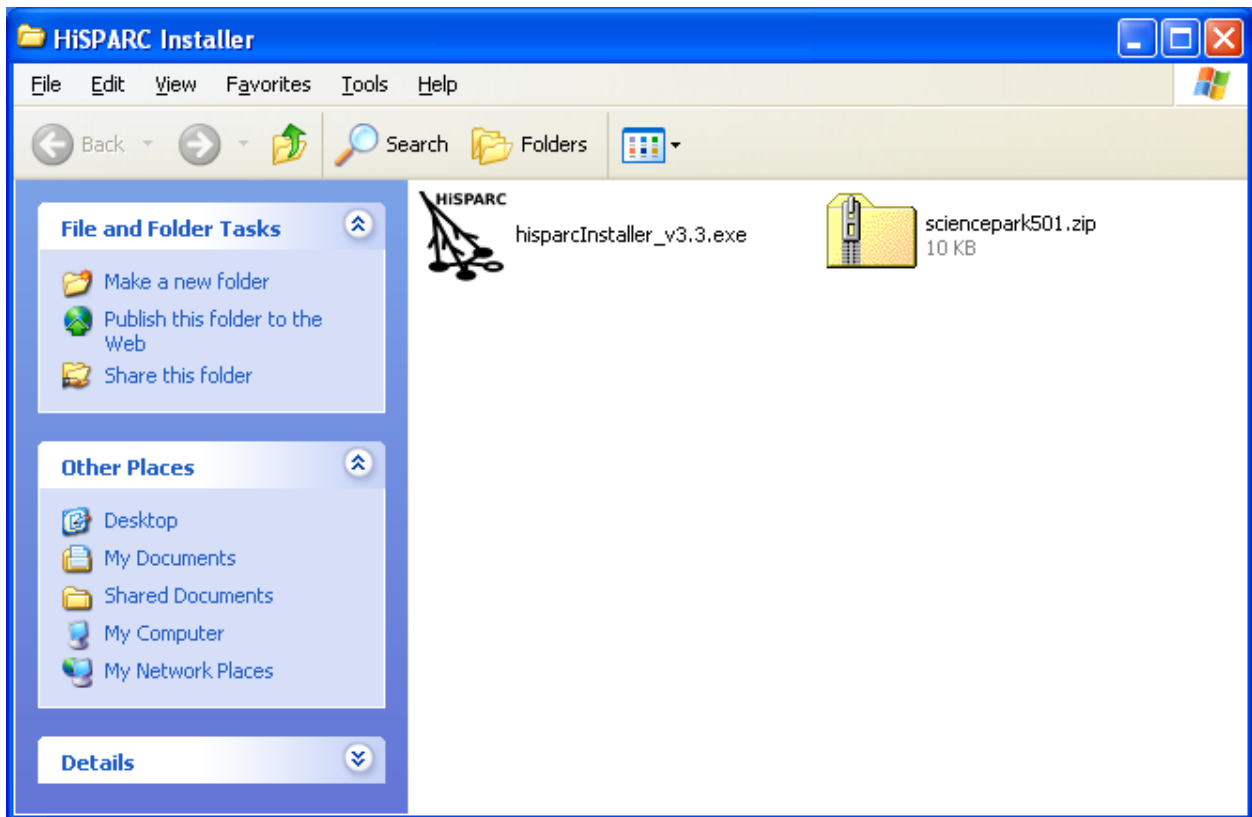 HiSPARC Installer
File Edit View Favorites Tools Help
Back Search Folders
File and Folder Tasks
Make a new folder
Publish this folder to the
Web
Share this folder
Other Places
Desktop
My Documents
Shared Documents
My Computer
My Network Places
Details
HiSPARC
hisparcInstaller_v3.3.exe
sciencepark501.zip
10 KB